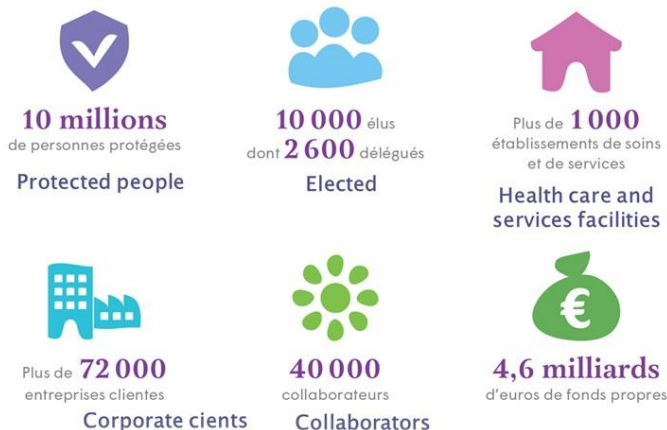 10 millions
de personnes protégées
Protected people
10 000 élus
dont 2 600 délégués
Elected
Plus de 1 000
établissements de soins
et de services
Health care and
services facilities
Plus de 72 000
entreprises clientes
Corporate cients
40 000
collaborateurs
Collaborators
€
4,6 milliards
d'euros de fonds propres